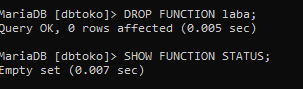 MariaDB [dbtoko]> DROP FUNCTION laba;
Query OK, 0 rows affected (0.005 sec)
MariaDB [dbtoko]> SHOW FUNCTION STATUS;
Empty set (0.007 sec)